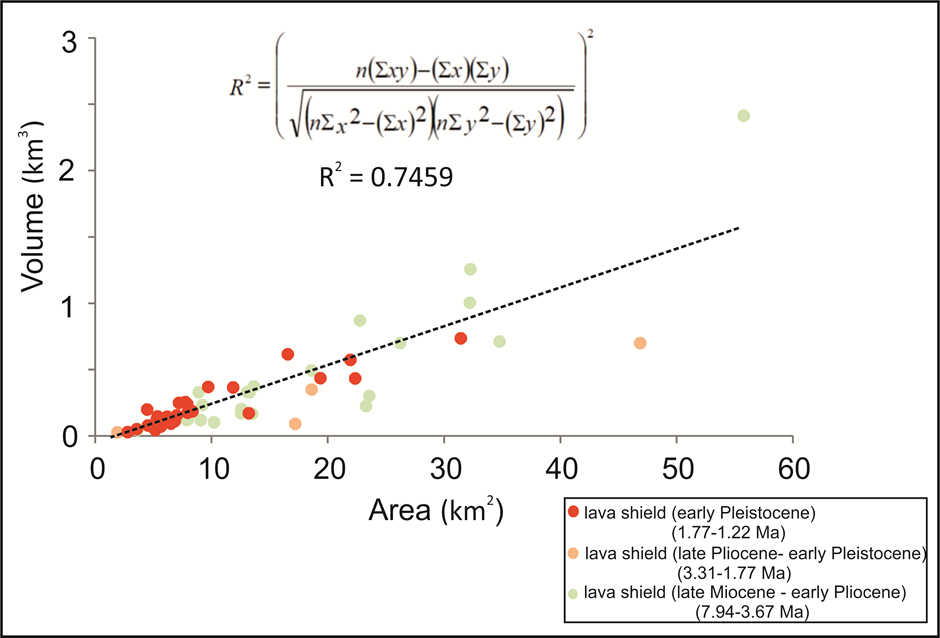 3
R² = ( n(Σxy)–(Σx)(Σy) / √(nΣx²–(Σx)²)(nΣy²–(Σy)²) )²
R² = 0.7459
2
Volume (km³)
1
0
0 10 20 30 40 50 60
Area (km²)
lava shield (early Pleistocene)
(1.77-1.22 Ma)
lava shield (late Pliocene- early Pleistocene)
(3.31-1.77 Ma)
lava shield (late Miocene - early Pliocene)
(7.94-3.67 Ma)